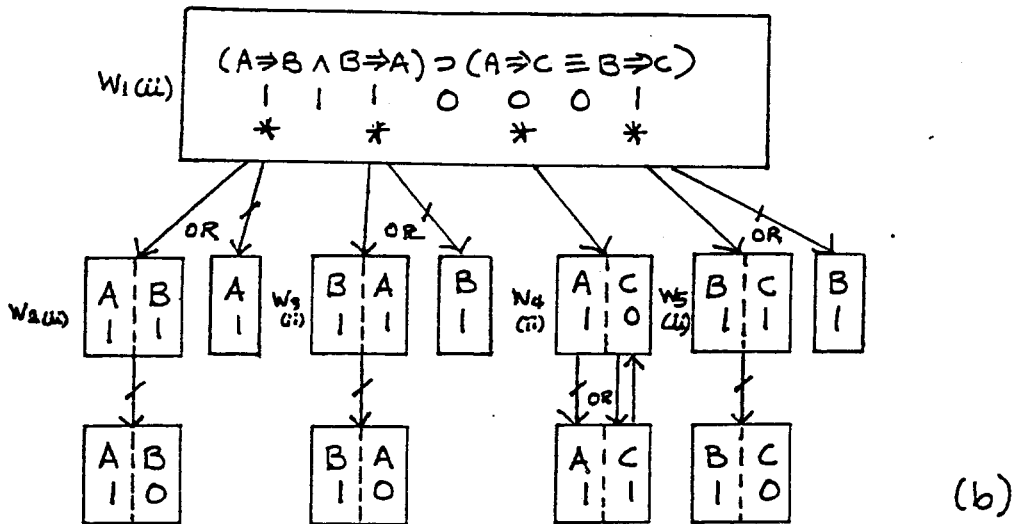 (A⇒B ∧ B⇒A) ⊃ (A⇒C ≡ B⇒C)
W1(ii)
1 1 1 0 0 0 1
* * * *
OR OR OR
A B A B A B A C B C B
W2(ii) 1 1 1 W3(ii) 1 1 1 W4(ii) 1 0 W5(ii) 1 1 1
OR
A B B A A C B C
1 0 1 0 1 1 1 0
(b)